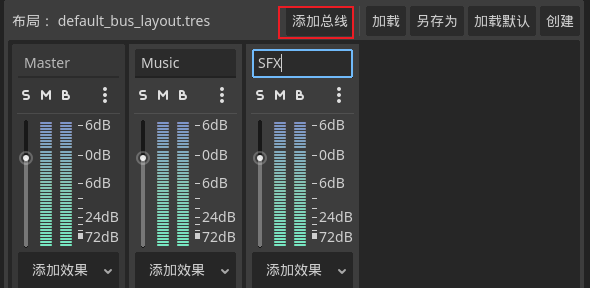 布局： default_bus_layout.tres 添加总线 加载 另存为 加载默认 创建
Master Music SFX
S M B S M B S M B
6dB 6dB 6dB
0dB 0dB 0dB
6dB 6dB 6dB
24dB 24dB 24dB
72dB 72dB 72dB
添加效果 添加效果 添加效果